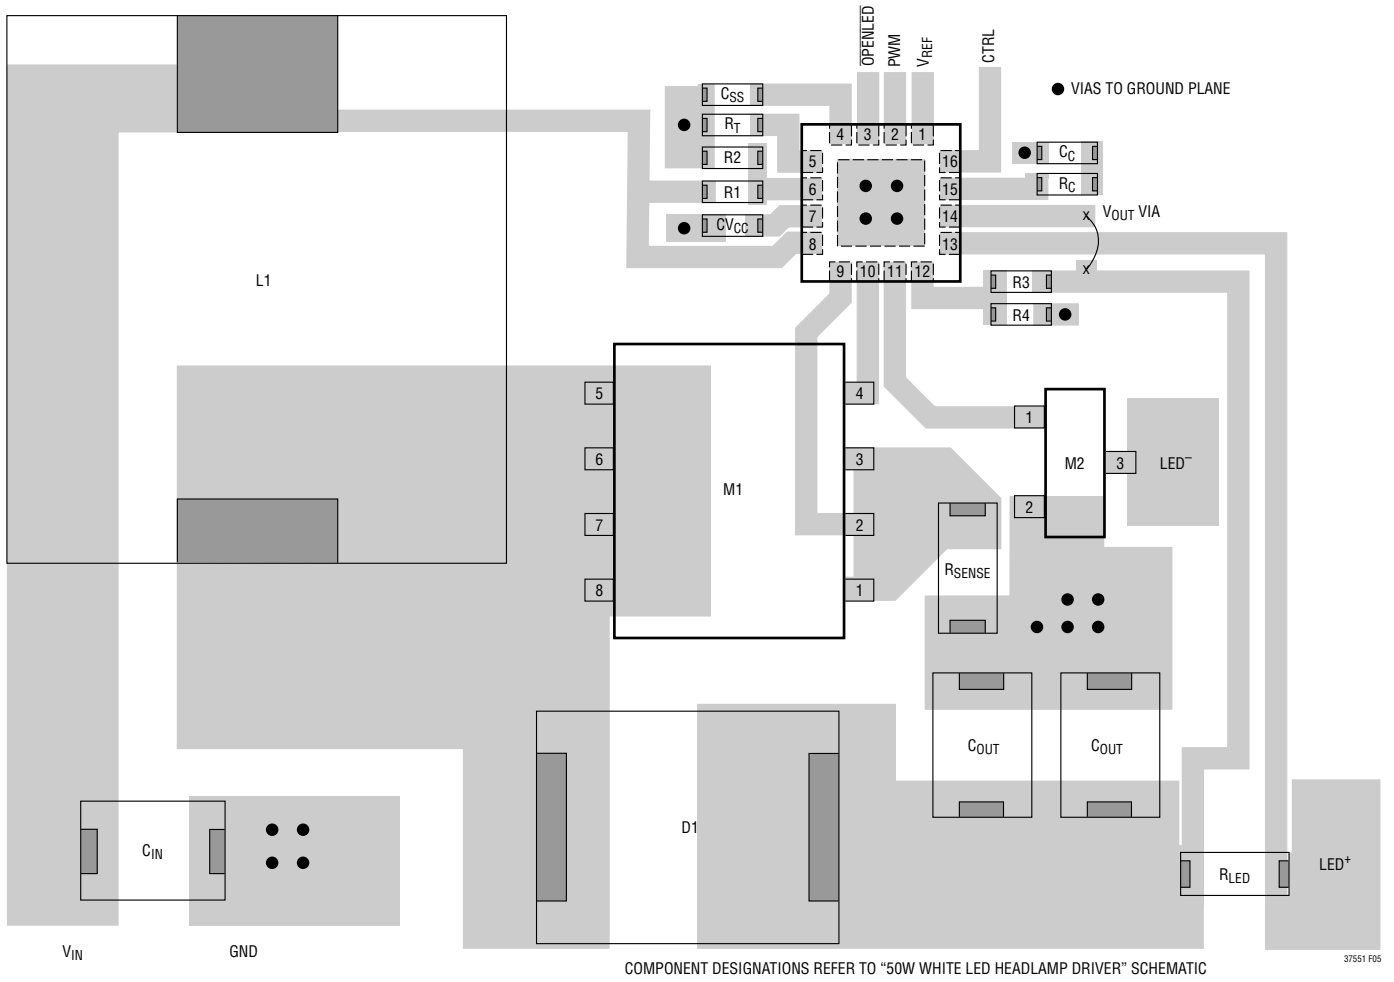 OPENLED
PWM
VREF
CTRL
VIAS TO GROUND PLANE
CSS
RT
R2
R1
CVCC
4
3
2
1
5
6
7
8
16
15
14
13
9
10
11
12
CC
RC
VOUT VIA
x
x
R3
R4
L1
5
6
7
8
M1
4
3
2
1
1
2
M2
3
LED–
RSENSE
COUT
COUT
D1
CIN
RLED
LED+
VIN
GND
COMPONENT DESIGNATIONS REFER TO “50W WHITE LED HEADLAMP DRIVER” SCHEMATIC
37551 F05